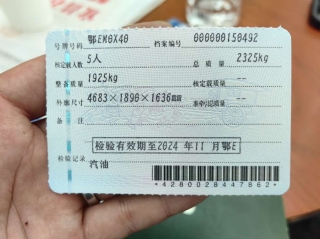 号牌号码 鄂EM0X40 档案编号 000000150492
核定载人数 5人 总质量 2325kg
整备质量 1925kg 核定载质量 --
外廓尺寸 4683×1890×1636mm 准牵引总质量 --
备注
检验有效期至2024年11月鄂E
检验记录 汽油
*4280028447862*